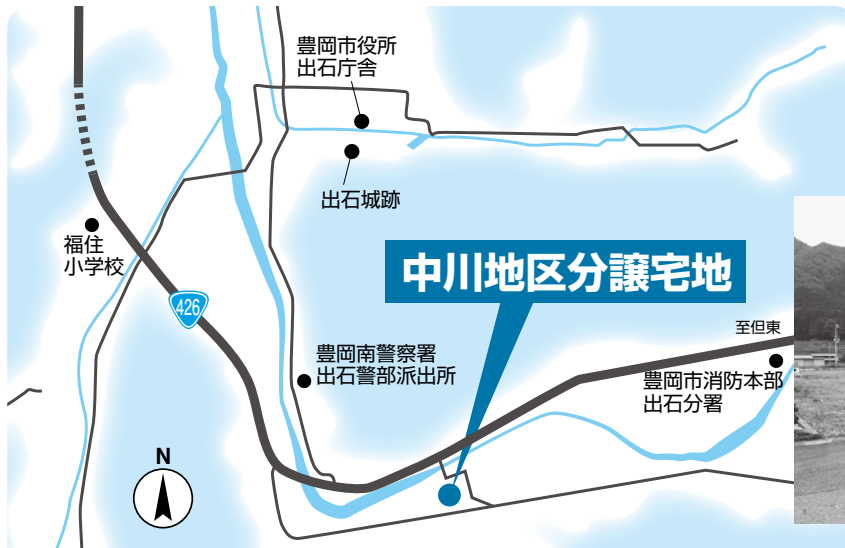 豊岡市役所
出石庁舎
出石城跡
福住
小学校
中川地区分譲宅地
426
至但東
豊岡南警察署
出石警部派出所
豊岡市消防本部
出石分署
N